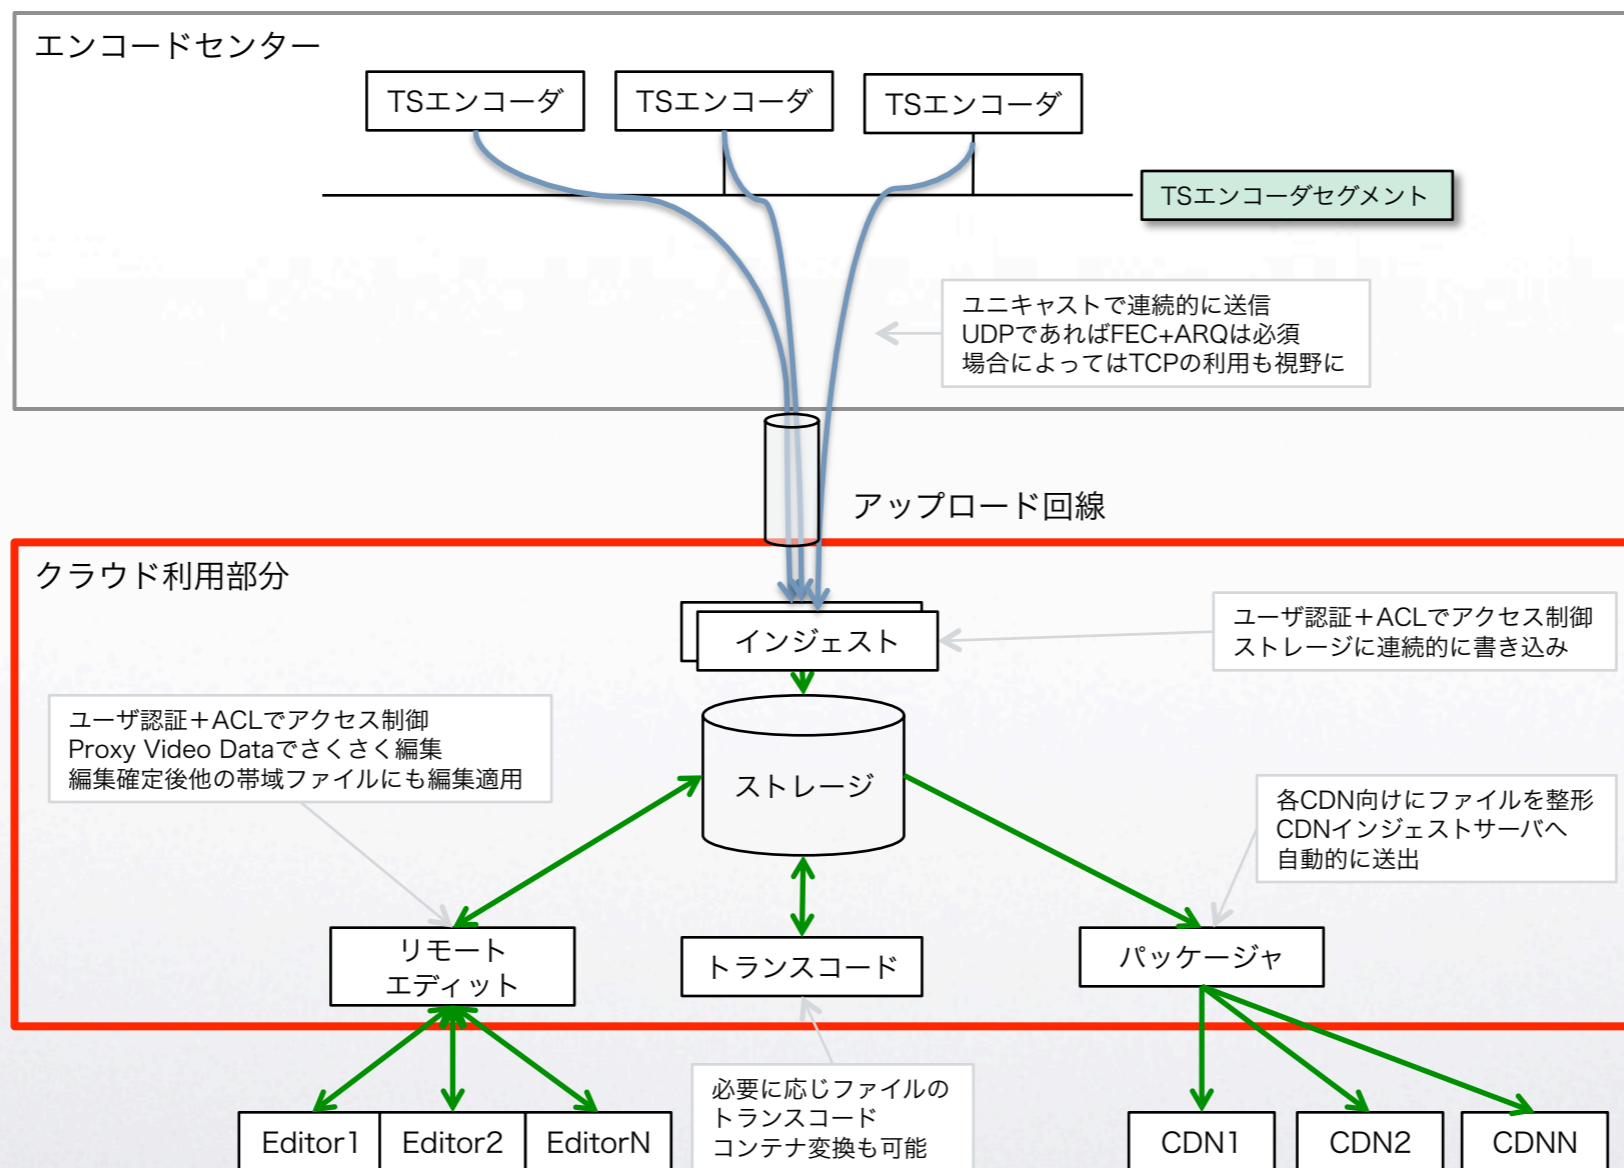 エンコードセンター
TSエンコーダ
TSエンコーダ
TSエンコーダ
TSエンコーダセグメント
ユニキャストで連続的に送信
UDPであればFEC+ARQは必須
場合によってはTCPの利用も視野に
アップロード回線
クラウド利用部分
インジェスト
ユーザ認証＋ACLでアクセス制御
ストレージに連続的に書き込み
ユーザ認証＋ACLでアクセス制御
Proxy Video Dataでさくさく編集
編集確定後他の帯域ファイルにも編集適用
ストレージ
各CDN向けにファイルを整形
CDNインジェストサーバへ
自動的に送出
リモート
エディット
トランスコード
パッケージャ
必要に応じファイルの
トランスコード
コンテナ変換も可能
Editor1
Editor2
EditorN
CDN1
CDN2
CDNN